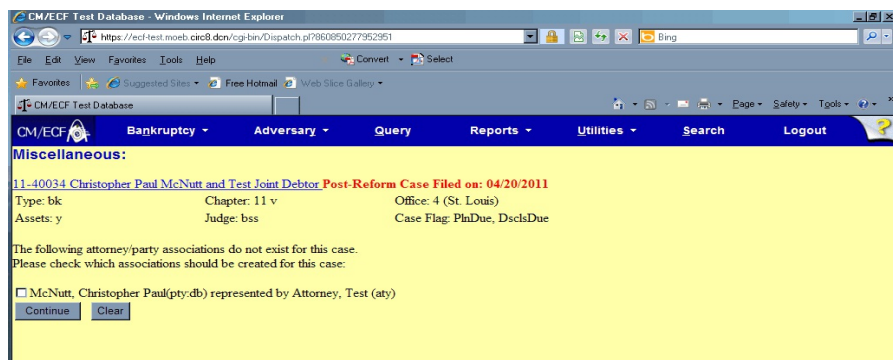 CM/ECF Test Database - Windows Internet Explorer
https://ecf-test.moeb.circ8.dcn/cgi-bin/Dispatch.pl?860850277952951
Bing
File Edit View Favorites Tools Help
Convert Select
Favorites Suggested Sites Free Hotmail Web Slice Gallery
CM/ECF Test Database
Page Safety Tools
CM/ECF Bankruptcy Adversary Query Reports Utilities Search Logout
Miscellaneous:
11-40034 Christopher Paul McNutt and Test Joint Debtor Post-Reform Case Filed on: 04/20/2011
Type: bk Chapter: 11 v Office: 4 (St. Louis)
Assets: y Judge: bss Case Flag: PlnDue, DsclsDue
The following attorney/party associations do not exist for this case.
Please check which associations should be created for this case:
McNutt, Christopher Paul(pty:db) represented by Attorney, Test (aty)
Continue Clear